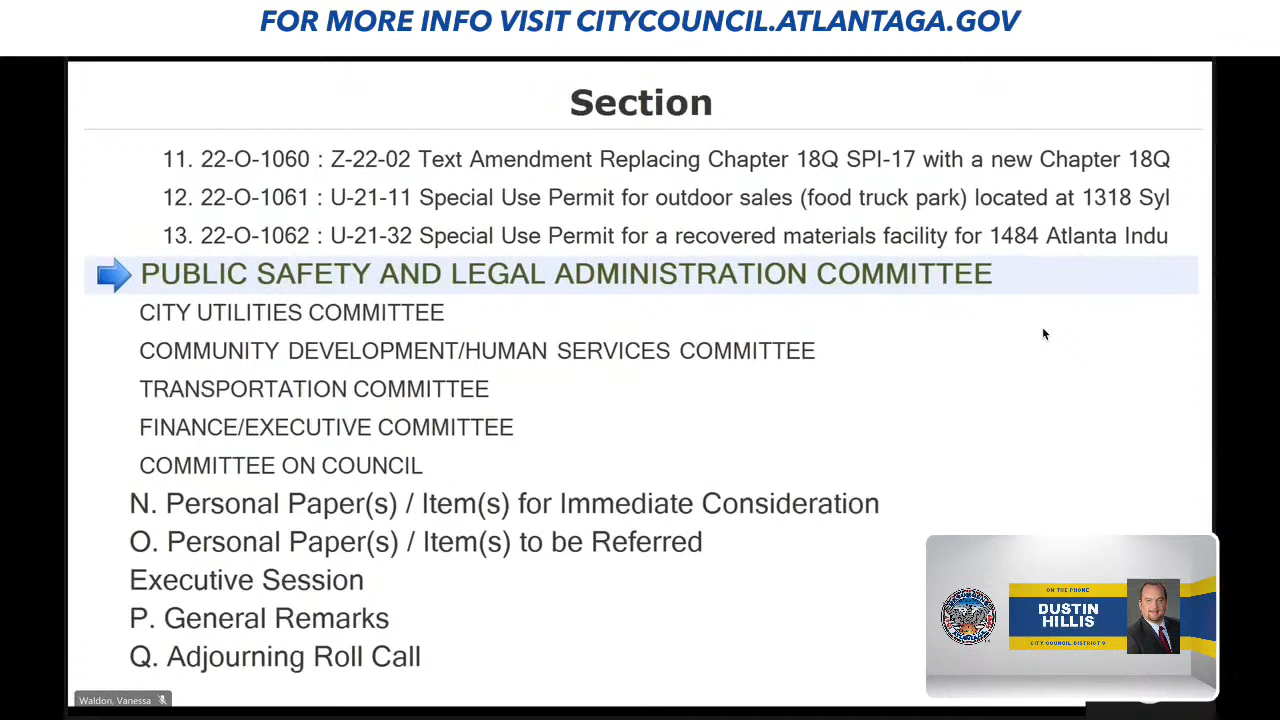 FOR MORE INFO VISIT CITYCOUNCIL.ATLANTAGA.GOV
Section
11. 22-O-1060 : Z-22-02 Text Amendment Replacing Chapter 18Q SPI-17 with a new Chapter 18Q
12. 22-O-1061 : U-21-11 Special Use Permit for outdoor sales (food truck park) located at 1318 Syl
13. 22-O-1062 : U-21-32 Special Use Permit for a recovered materials facility for 1484 Atlanta Indu
PUBLIC SAFETY AND LEGAL ADMINISTRATION COMMITTEE
CITY UTILITIES COMMITTEE
COMMUNITY DEVELOPMENT/HUMAN SERVICES COMMITTEE
TRANSPORTATION COMMITTEE
FINANCE/EXECUTIVE COMMITTEE
COMMITTEE ON COUNCIL
N. Personal Paper(s) / Item(s) for Immediate Consideration
O. Personal Paper(s) / Item(s) to be Referred
Executive Session
P. General Remarks
Q. Adjourning Roll Call
ON THE PHONE
DUSTIN
HILLIS
CITY COUNCIL DISTRICT 9
Waldon, Vanessa